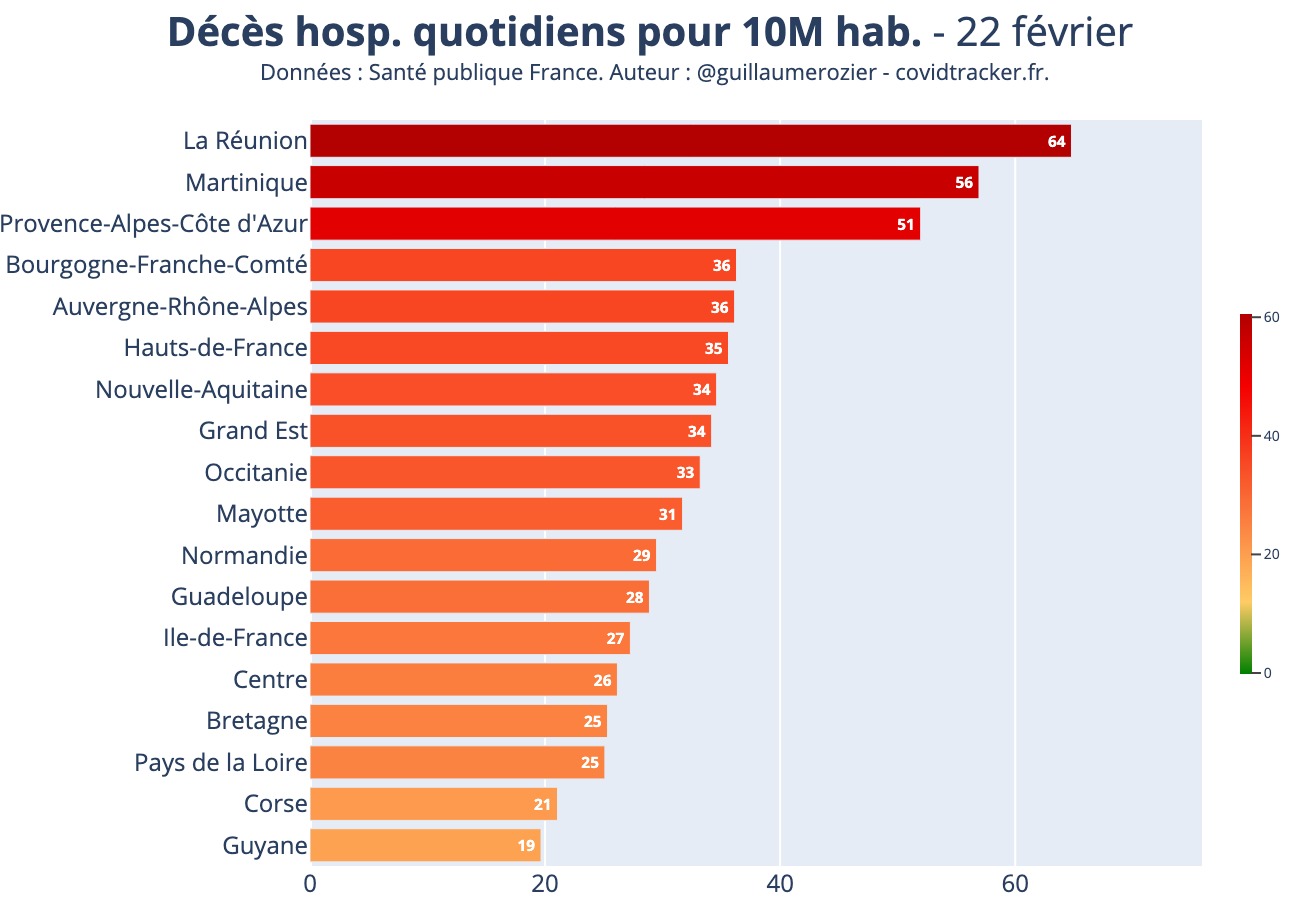 Décès hosp. quotidiens pour 10M hab. - 22 février
Données : Santé publique France. Auteur : @guillaumerozier - covidtracker.fr.
La Réunion 64
Martinique 56
Provence-Alpes-Côte d'Azur 51
Bourgogne-Franche-Comté 36
Auvergne-Rhône-Alpes 36
Hauts-de-France 35
Nouvelle-Aquitaine 34
Grand Est 34
Occitanie 33
Mayotte 31
Normandie 29
Guadeloupe 28
Ile-de-France 27
Centre 26
Bretagne 25
Pays de la Loire 25
Corse 21
Guyane 19
0 20 40 60
60
40
20
0